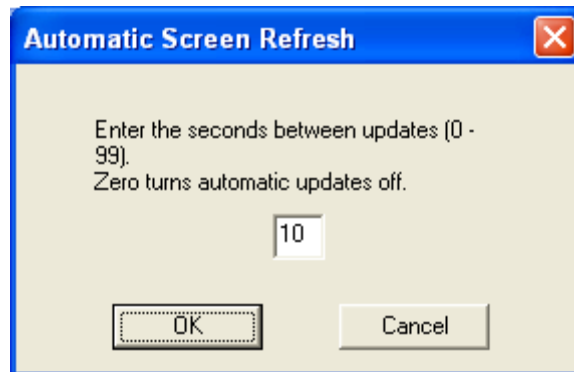 Automatic Screen Refresh
Enter the seconds between updates (0 -
99).
Zero turns automatic updates off.
10
OK
Cancel